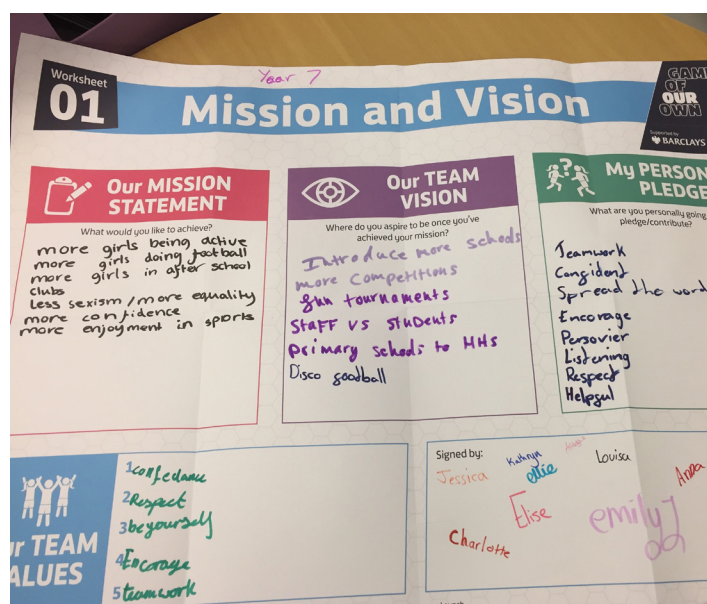 Year 7
Worksheet
01
Mission and Vision
GAM
OF
OUR
OWN
Supported by
BARCLAYS
Our MISSION
STATEMENT
What would you like to achieve?
more girls being active
more girls doing football
more girls in after school
clubs
less sexism / more equality
more confidence
more enjoyment in sports
Our TEAM
VISION
Where do you aspire to be once you've
achieved your mission?
Introduce more schools
more competitions
fun tournaments
Staff vs students
primary schools to HHs
Disco football
My PERSON
PLEDGE
What are you personally going
pledge/contribute?
Teamwork
Congident
Spread the word
Encorage
Persovier
Listening
Respect
Helpful
r TEAM
ALUES
1 confedance
2 Respect
3 be yourself
4 Encorage
5 teamwork
Signed by:
Jessica
Kathryn
ellie
Louisa
Anna
Elise
emily
Charlotte